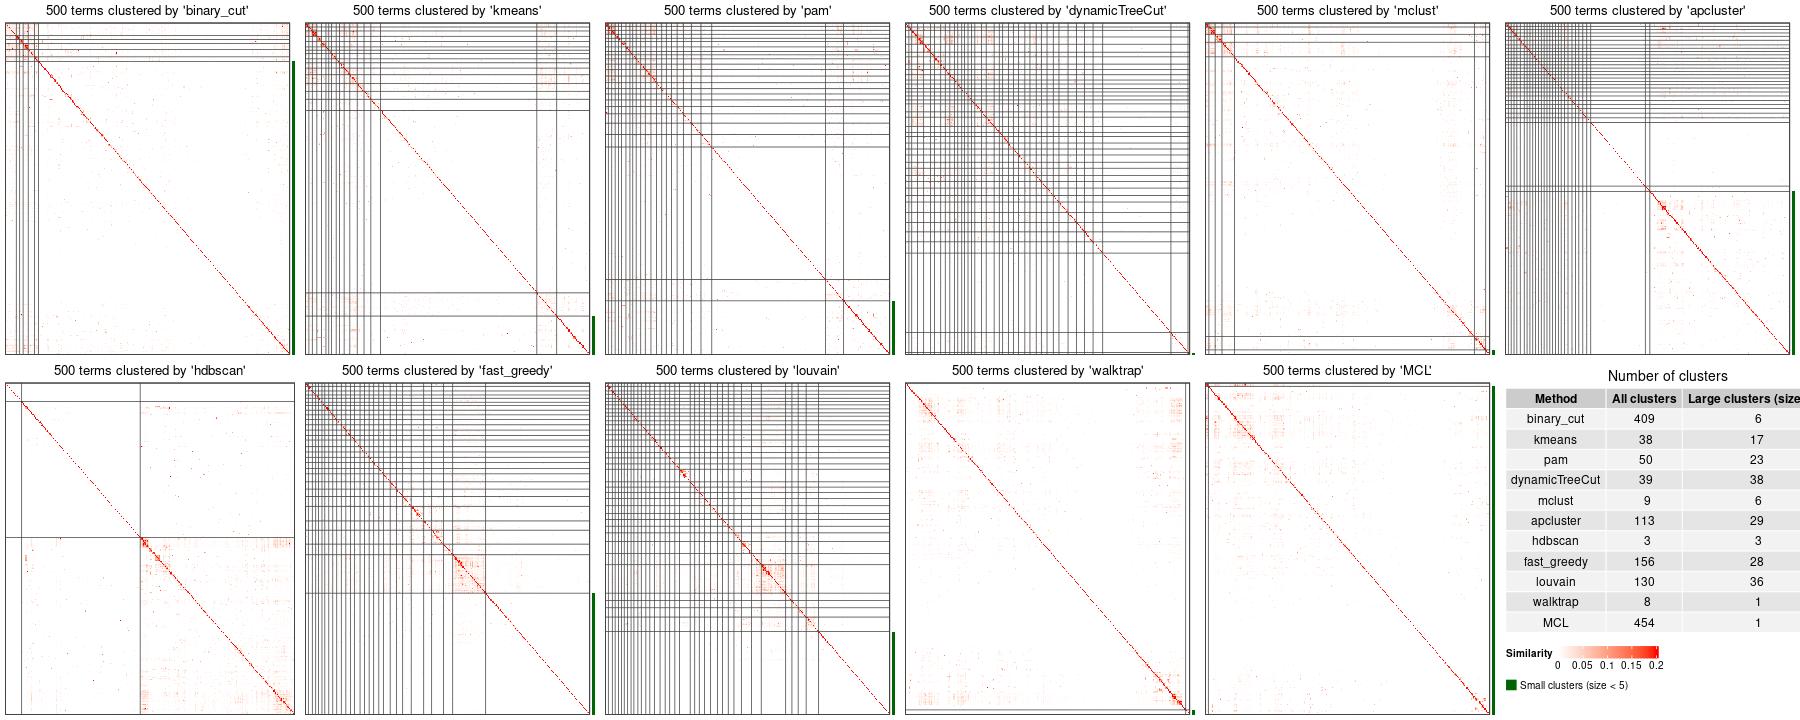 500 terms clustered by 'binary_cut'
500 terms clustered by 'kmeans'
500 terms clustered by 'pam'
500 terms clustered by 'dynamicTreeCut'
500 terms clustered by 'mclust'
500 terms clustered by 'apcluster'
500 terms clustered by 'hdbscan'
500 terms clustered by 'fast_greedy'
500 terms clustered by 'louvain'
500 terms clustered by 'walktrap'
500 terms clustered by 'MCL'
Number of clusters
Method All clusters Large clusters (size
binary_cut 409 6
kmeans 38 17
pam 50 23
dynamicTreeCut 39 38
mclust 9 6
apcluster 113 29
hdbscan 3 3
fast_greedy 156 28
louvain 130 36
walktrap 8 1
MCL 454 1
Similarity
0 0.05 0.1 0.15 0.2
Small clusters (size < 5)